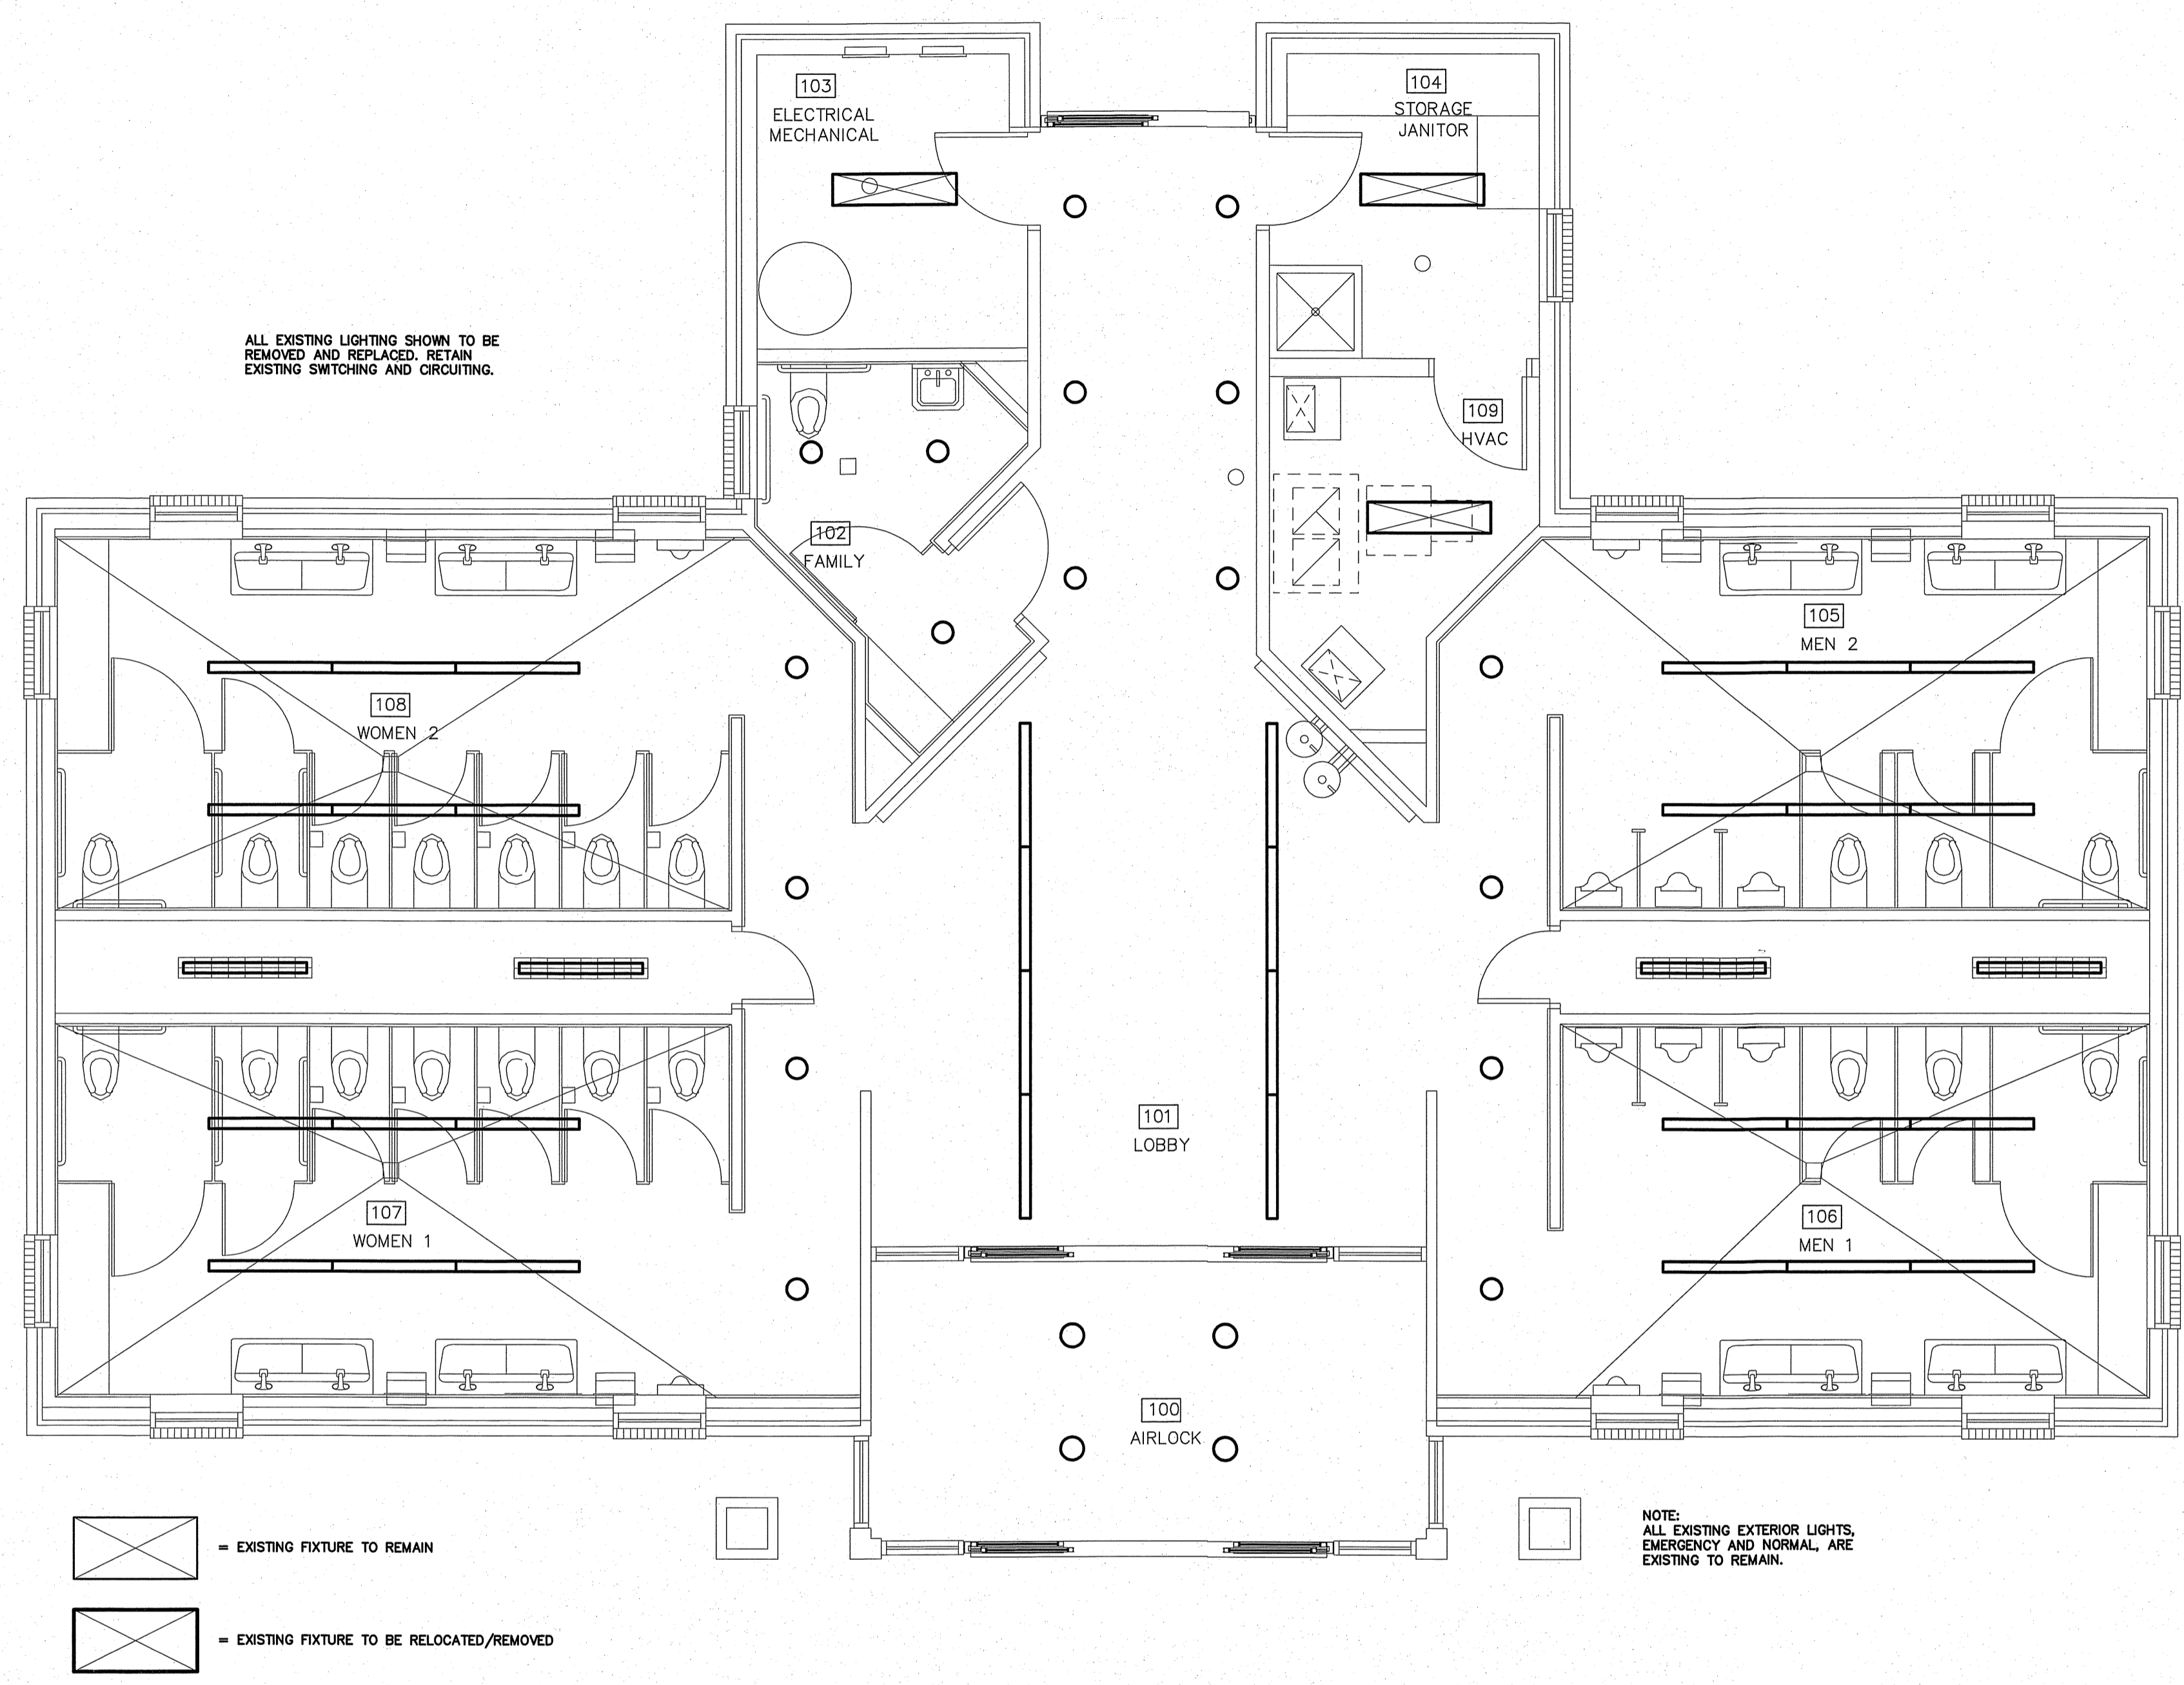 103
ELECTRICAL
MECHANICAL
104
STORAGE
JANITOR
ALL EXISTING LIGHTING SHOWN TO BE
REMOVED AND REPLACED. RETAIN
EXISTING SWITCHING AND CIRCUITING.
109
HVAC
102
FAMILY
105
MEN 2
108
WOMEN 2
101
LOBBY
107
WOMEN 1
106
MEN 1
100
AIRLOCK
= EXISTING FIXTURE TO REMAIN
= EXISTING FIXTURE TO BE RELOCATED/REMOVED
NOTE:
ALL EXISTING EXTERIOR LIGHTS,
EMERGENCY AND NORMAL, ARE
EXISTING TO REMAIN.